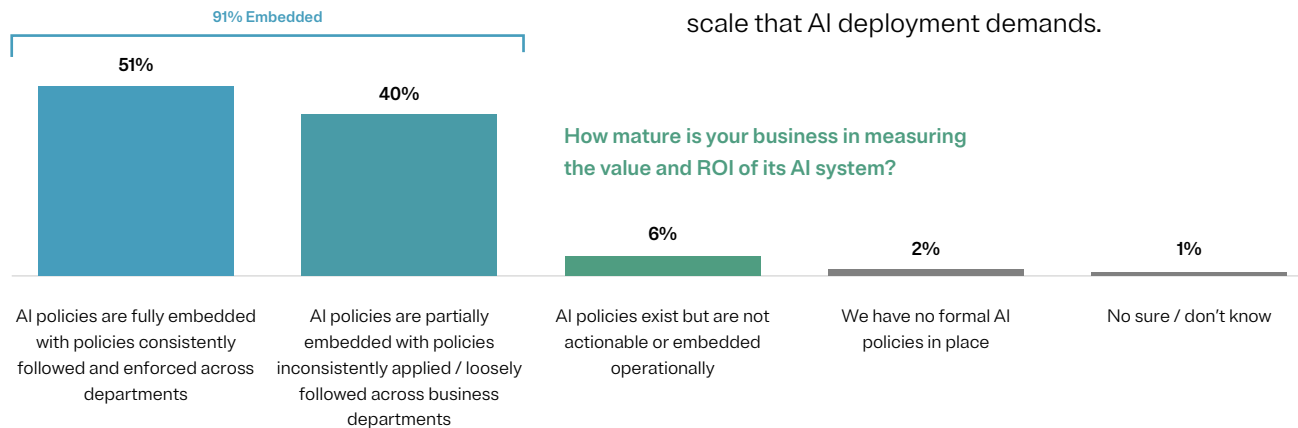 91% Embedded
scale that AI deployment demands.
51%
40%
How mature is your business in measuring
the value and ROI of its AI system?
6%
2%
1%
AI policies are fully embedded
with policies consistently
followed and enforced across
departments
AI policies are partially
embedded with policies
inconsistently applied / loosely
followed across business
departments
AI policies exist but are not
actionable or embedded
operationally
We have no formal AI
policies in place
No sure / don’t know